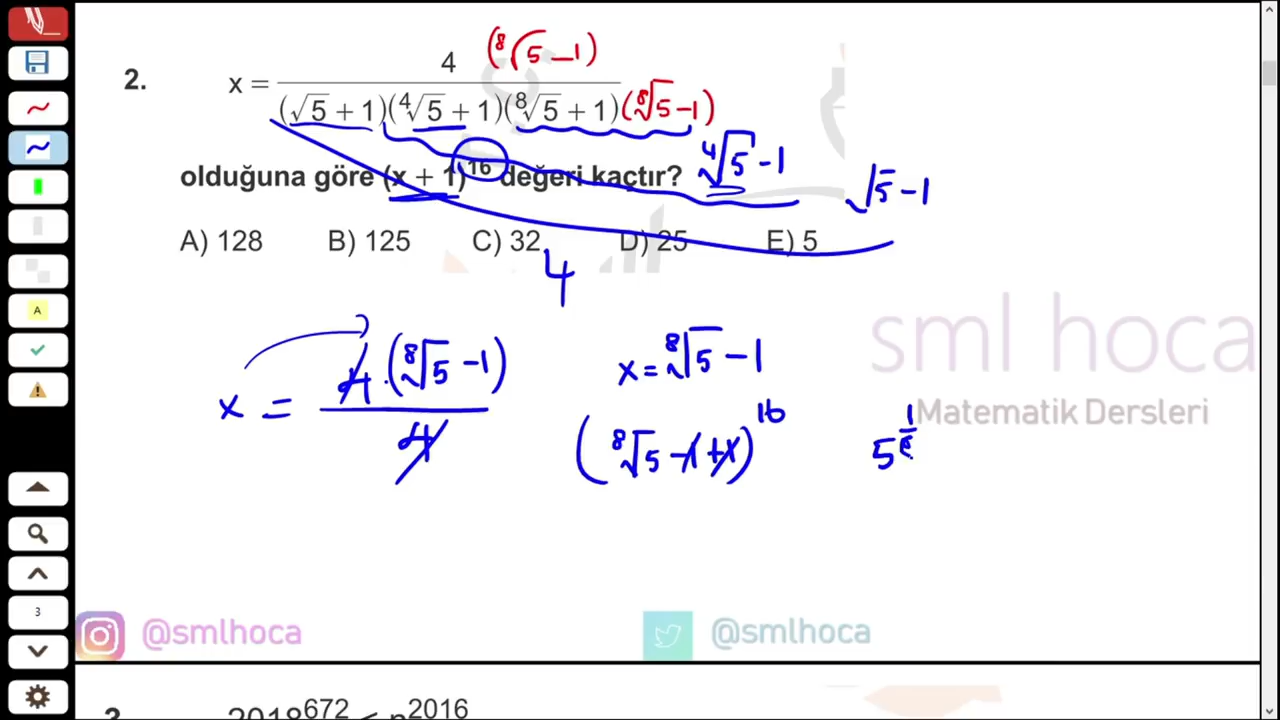 4 (⁸√5 − 1)
2. x =
(√5 + 1)(⁴√5 + 1)(⁸√5 + 1)(⁸√5 − 1)
olduğuna göre (x + 1)¹⁶ değeri kaçtır? ⁴√5 − 1 √5 − 1
A) 128 B) 125 C) 32 D) 25 E) 5
4
sml hoca
x = 4 · (⁸√5 − 1) x = ⁸√5 − 1
4
Matematik Dersleri
(⁸√5 − 1 + 1)¹⁶ 5^(1/8)
A
3
@smlhoca @smlhoca
3. 2018⁶⁷² < n²⁰¹⁶